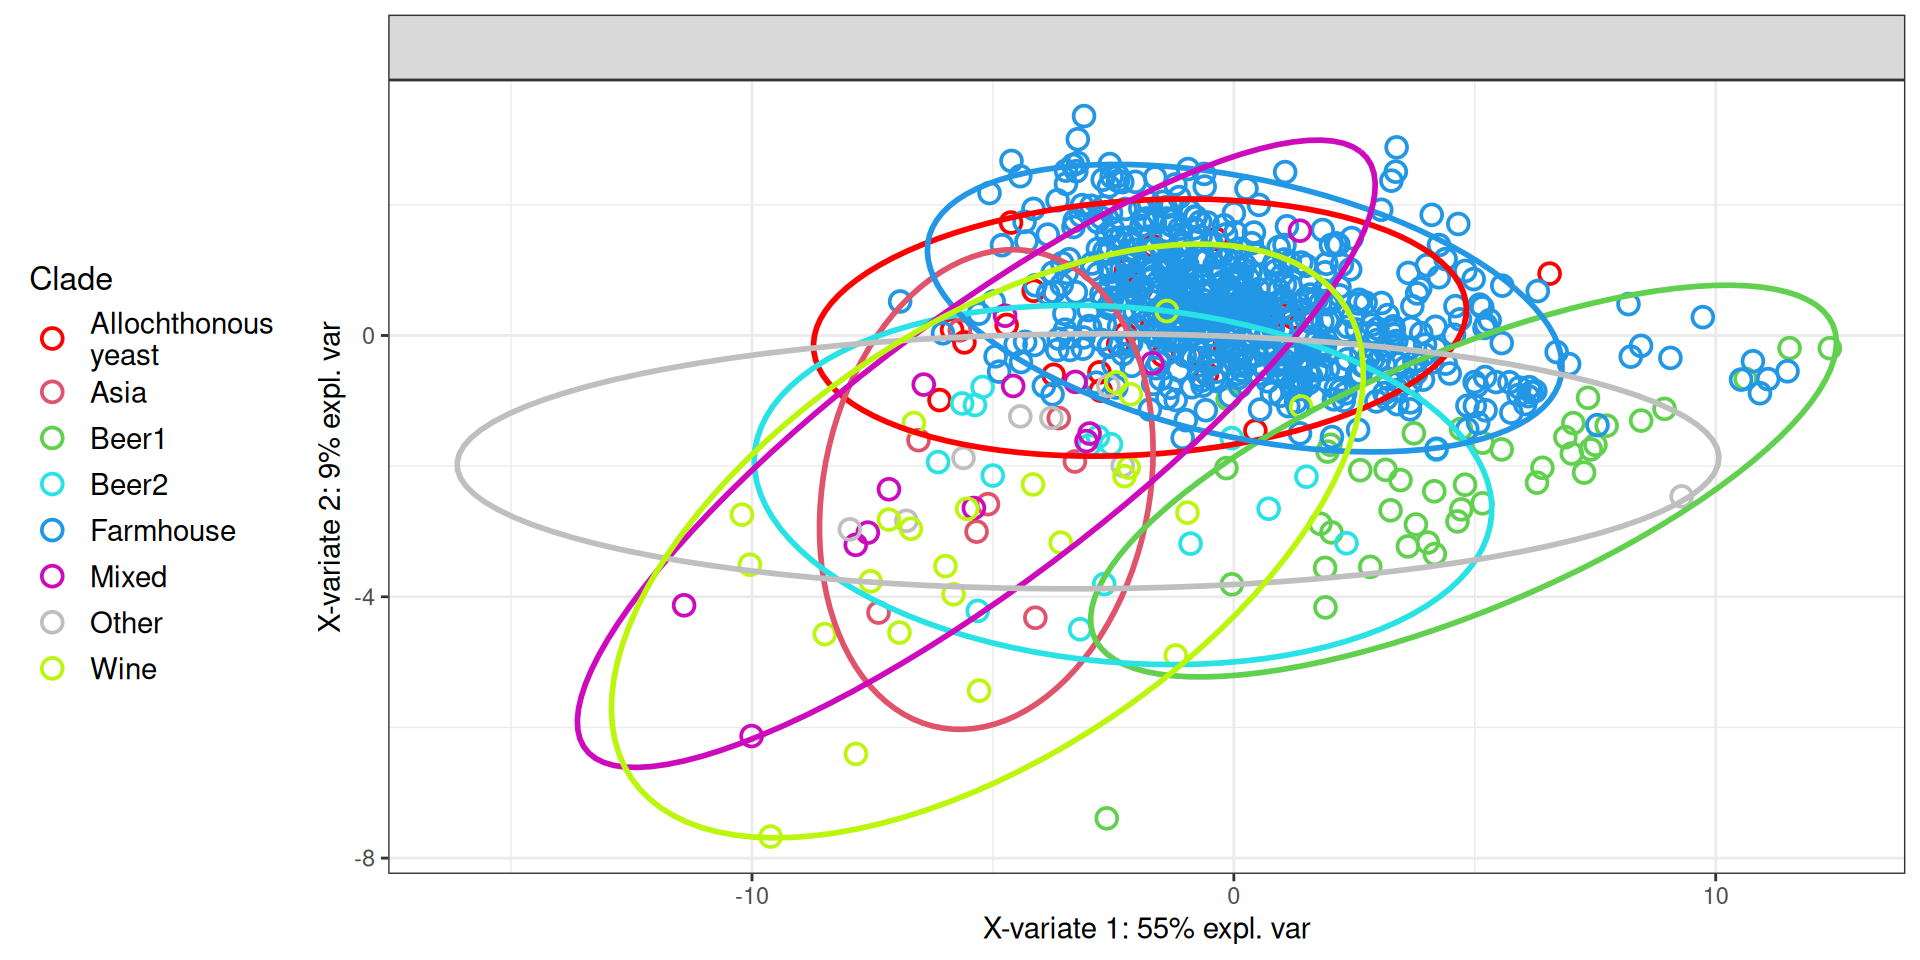 Clade
Allochthonous
yeast
Asia
Beer1
Beer2
Farmhouse
Mixed
Other
Wine
X-variate 2: 9% expl. var
0
-4
-8
-10
0
10
X-variate 1: 55% expl. var